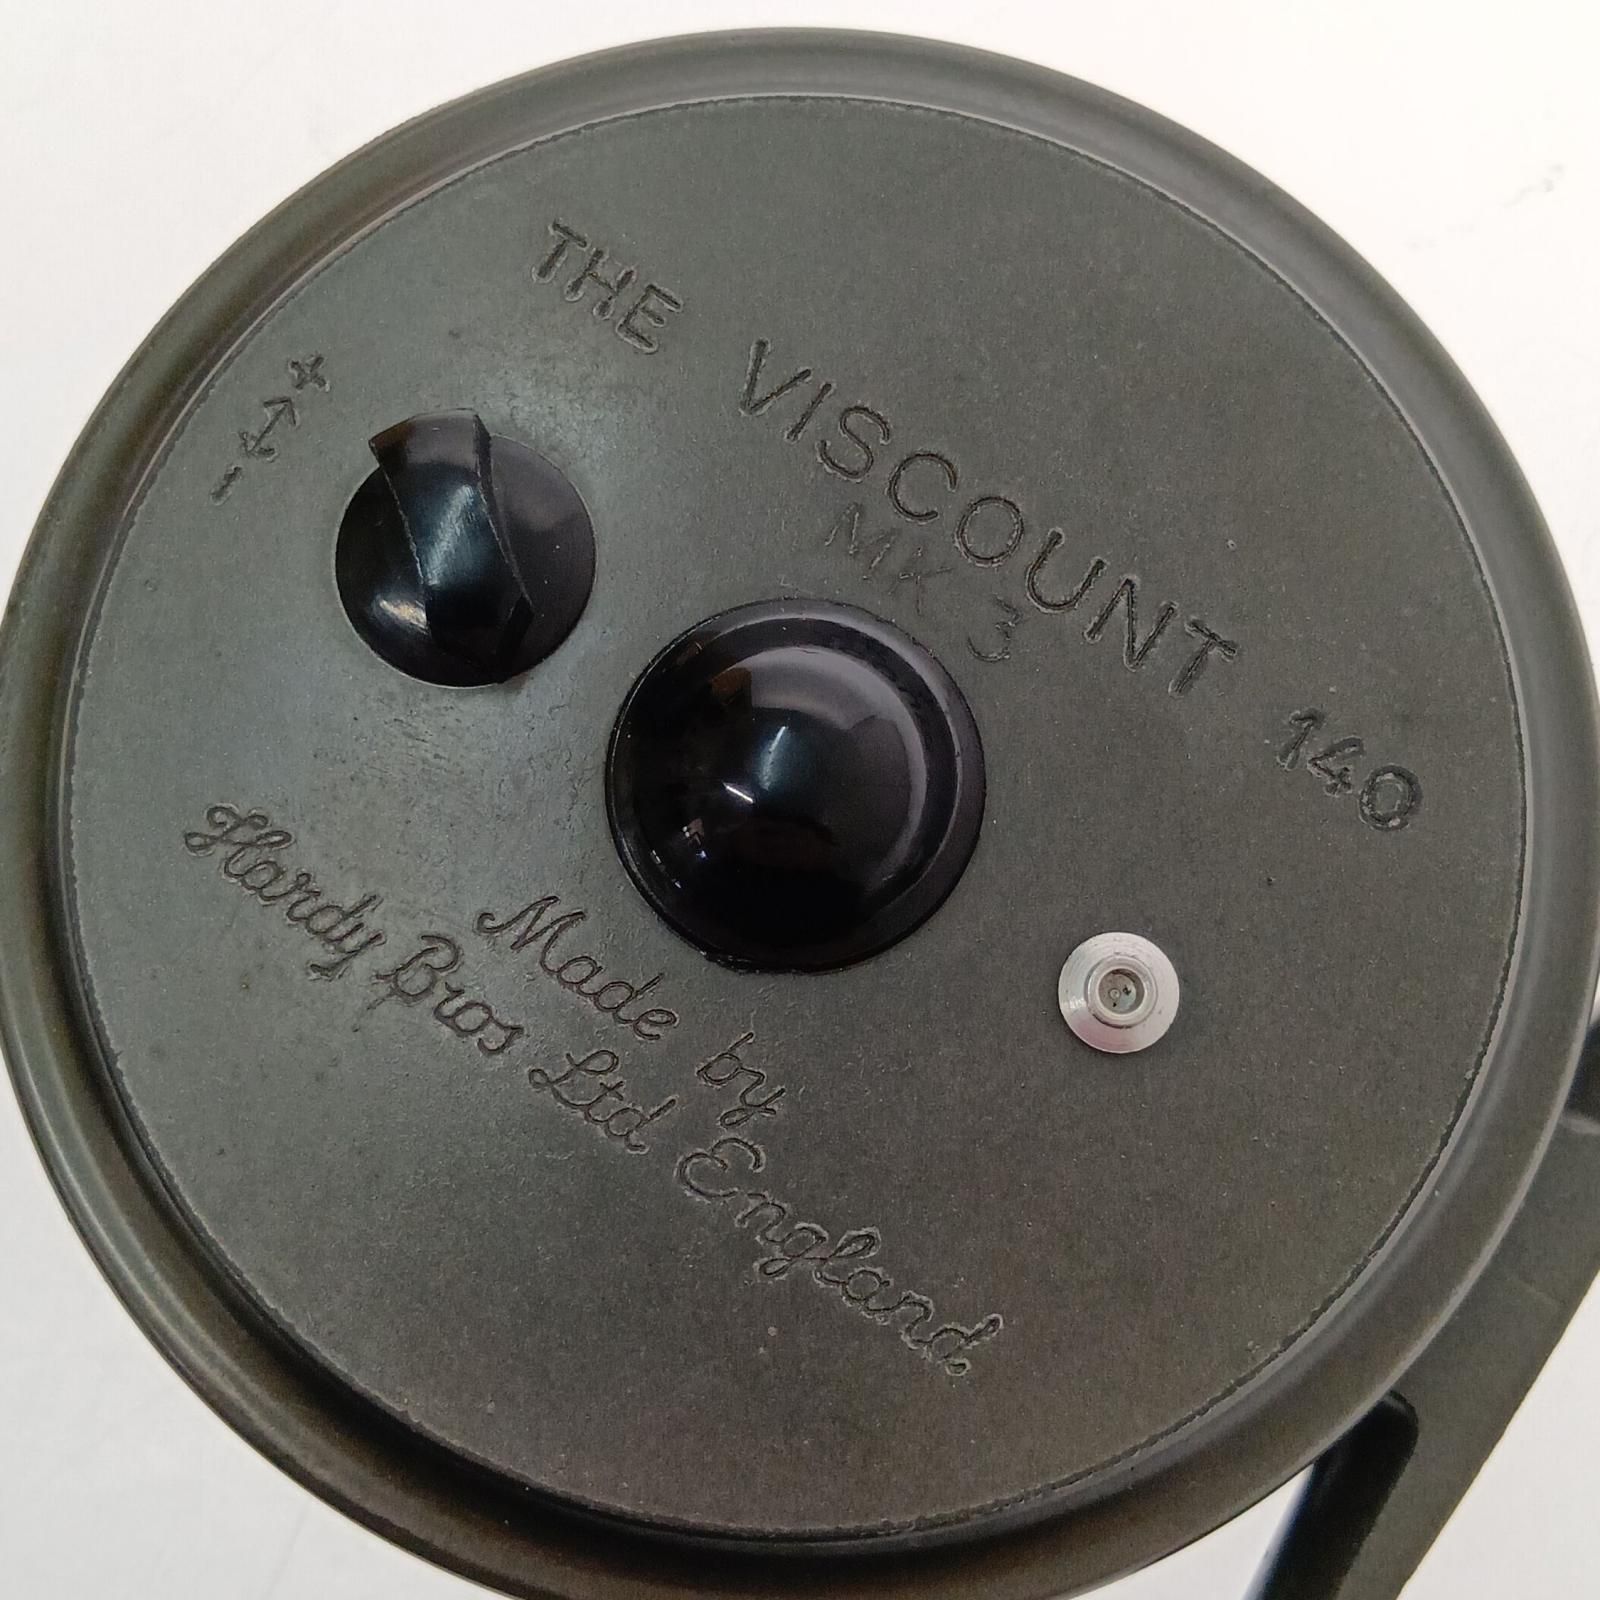 THE VISCOUNT 140
MK 3
+
-
Made by
Hardy Bros Ltd England